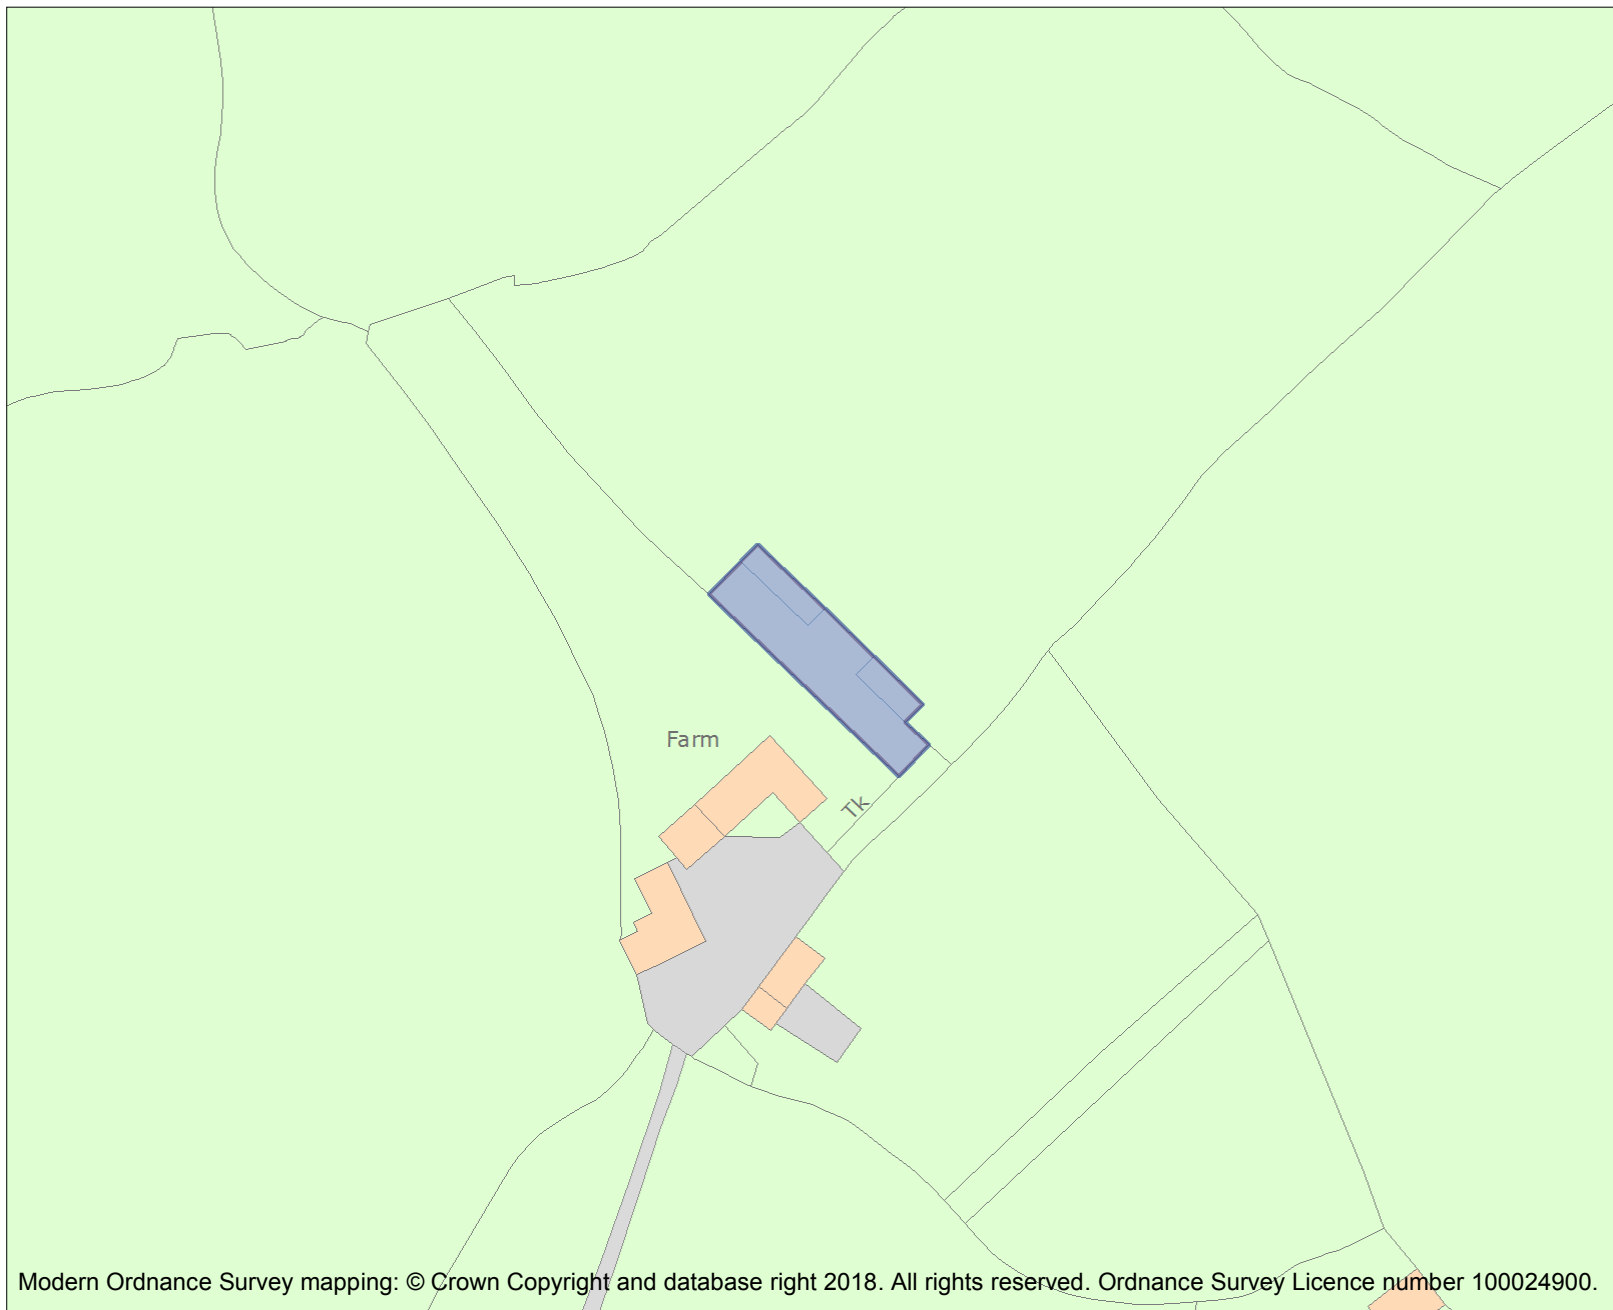 Farm
Tk
Modern Ordnance Survey mapping: © Crown Copyright and database right 2018. All rights reserved. Ordnance Survey Licence number 100024900.